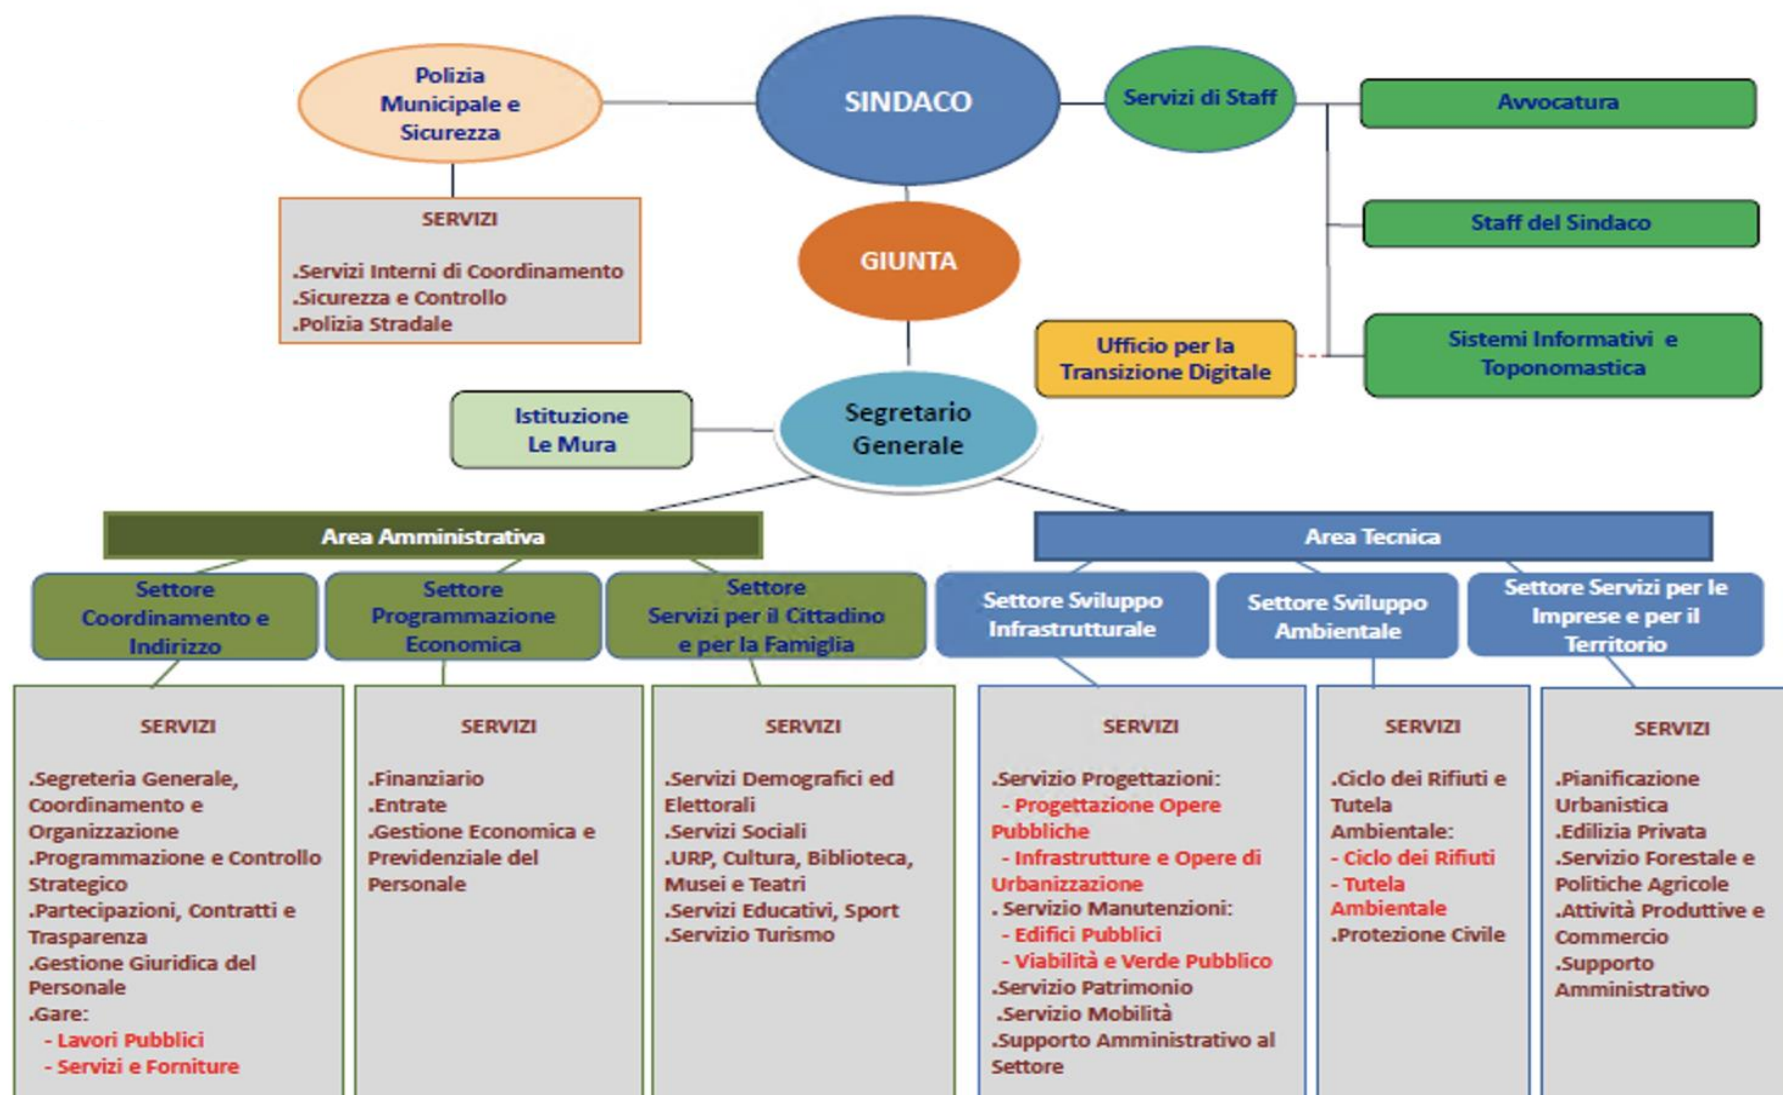 Polizia
Municipale e
Sicurezza
SINDACO
Servizi di Staff
Avvocatura
SERVIZI
.Servizi Interni di Coordinamento
.Sicurezza e Controllo
.Polizia Stradale
GIUNTA
Staff del Sindaco
Ufficio per la
Transizione Digitale
Sistemi Informativi e
Toponomastica
Istituzione
Le Mura
Segretario
Generale
Area Amministrativa
Area Tecnica
Settore
Coordinamento e
Indirizzo
Settore
Programmazione
Economica
Settore
Servizi per il Cittadino
e per la Famiglia
Settore Sviluppo
Infrastrutturale
Settore Sviluppo
Ambientale
Settore Servizi per le
Imprese e per il
Territorio
SERVIZI
.Segreteria Generale,
Coordinamento e
Organizzazione
.Programmazione e Controllo
Strategico
.Partecipazioni, Contratti e
Trasparenza
.Gestione Giuridica del
Personale
.Gare:
- Lavori Pubblici
- Servizi e Forniture
SERVIZI
.Finanziario
.Entrate
.Gestione Economica e
Previdenziale del
Personale
SERVIZI
.Servizi Demografici ed
Elettorali
.Servizi Sociali
.URP, Cultura, Biblioteca,
Musei e Teatri
.Servizi Educativi, Sport
.Servizio Turismo
SERVIZI
.Servizio Progettazioni:
- Progettazione Opere
Pubbliche
- Infrastrutture e Opere di
Urbanizzazione
. Servizio Manutenzioni:
- Edifici Pubblici
- Viabilità e Verde Pubblico
.Servizio Patrimonio
.Servizio Mobilità
.Supporto Amministrativo al
Settore
SERVIZI
.Ciclo dei Rifiuti e
Tutela
Ambientale:
- Ciclo dei Rifiuti
- Tutela
Ambientale
.Protezione Civile
SERVIZI
.Pianificazione
Urbanistica
.Edilizia Privata
.Servizio Forestale e
Politiche Agricole
.Attività Produttive e
Commercio
.Supporto
Amministrativo